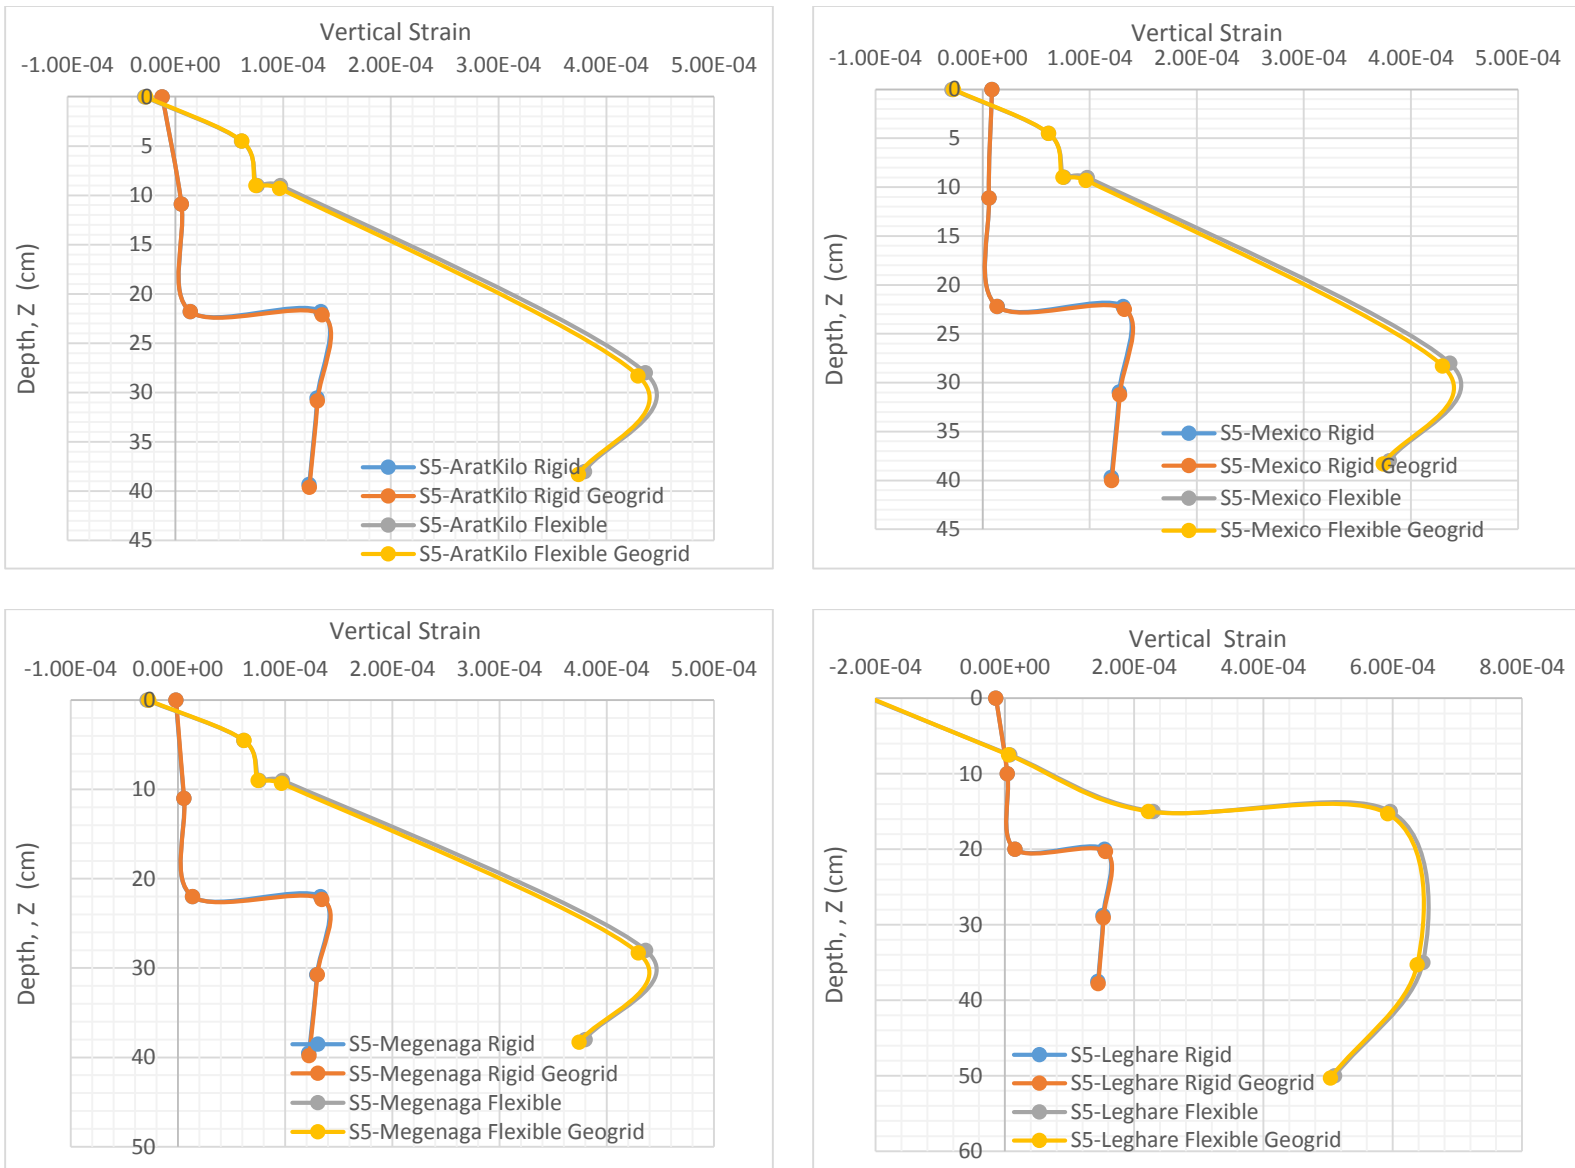 Vertical Strain
-1.00E-04 0.00E+00 1.00E-04 2.00E-04 3.00E-04 4.00E-04 5.00E-04
0
5
10
15
20
25
30
35
40
45
Depth, Z (cm)
S5-AratKilo Rigid
S5-AratKilo Rigid Geogrid
S5-AratKilo Flexible
S5-AratKilo Flexible Geogrid
Vertical Strain
-1.00E-04 0.00E+00 1.00E-04 2.00E-04 3.00E-04 4.00E-04 5.00E-04
0
5
10
15
20
25
30
35
40
45
Depth, Z (cm)
S5-Mexico Rigid
S5-Mexico Rigid Geogrid
S5-Mexico Flexible
S5-Mexico Flexible Geogrid
Vertical Strain
-1.00E-04 0.00E+00 1.00E-04 2.00E-04 3.00E-04 4.00E-04 5.00E-04
0
10
20
30
40
50
Depth, , Z (cm)
S5-Megenaga Rigid
S5-Megenaga Rigid Geogrid
S5-Megenaga Flexible
S5-Megenaga Flexible Geogrid
Vertical Strain
-2.00E-04 0.00E+00 2.00E-04 4.00E-04 6.00E-04 8.00E-04
0
10
20
30
40
50
60
Depth, , Z (cm)
S5-Leghare Rigid
S5-Leghare Rigid Geogrid
S5-Leghare Flexible
S5-Leghare Flexible Geogrid